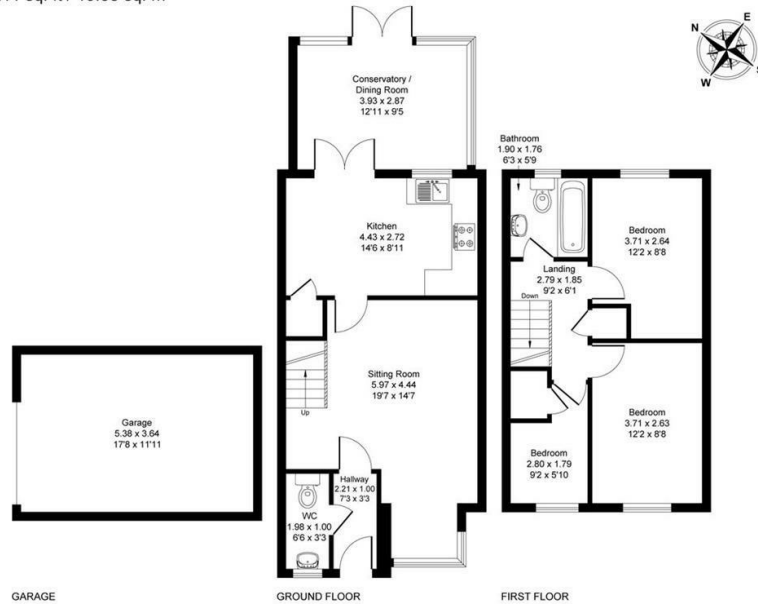 N
E
W
S
Conservatory /
Dining Room
3.93 x 2.87
12'11 x 9'5
Bathroom
1.90 x 1.76
6'3 x 5'9
Kitchen
4.43 x 2.72
14'6 x 8'11
Bedroom
3.71 x 2.64
12'2 x 8'8
Landing
2.79 x 1.85
9'2 x 6'1
Down
Sitting Room
5.97 x 4.44
19'7 x 14'7
Up
Garage
5.38 x 3.64
17'8 x 11'11
Bedroom
3.71 x 2.63
12'2 x 8'8
Bedroom
2.80 x 1.79
9'2 x 5'10
Hallway
2.21 x 1.00
7'3 x 3'3
WC
1.98 x 1.00
6'6 x 3'3
GARAGE
GROUND FLOOR
FIRST FLOOR